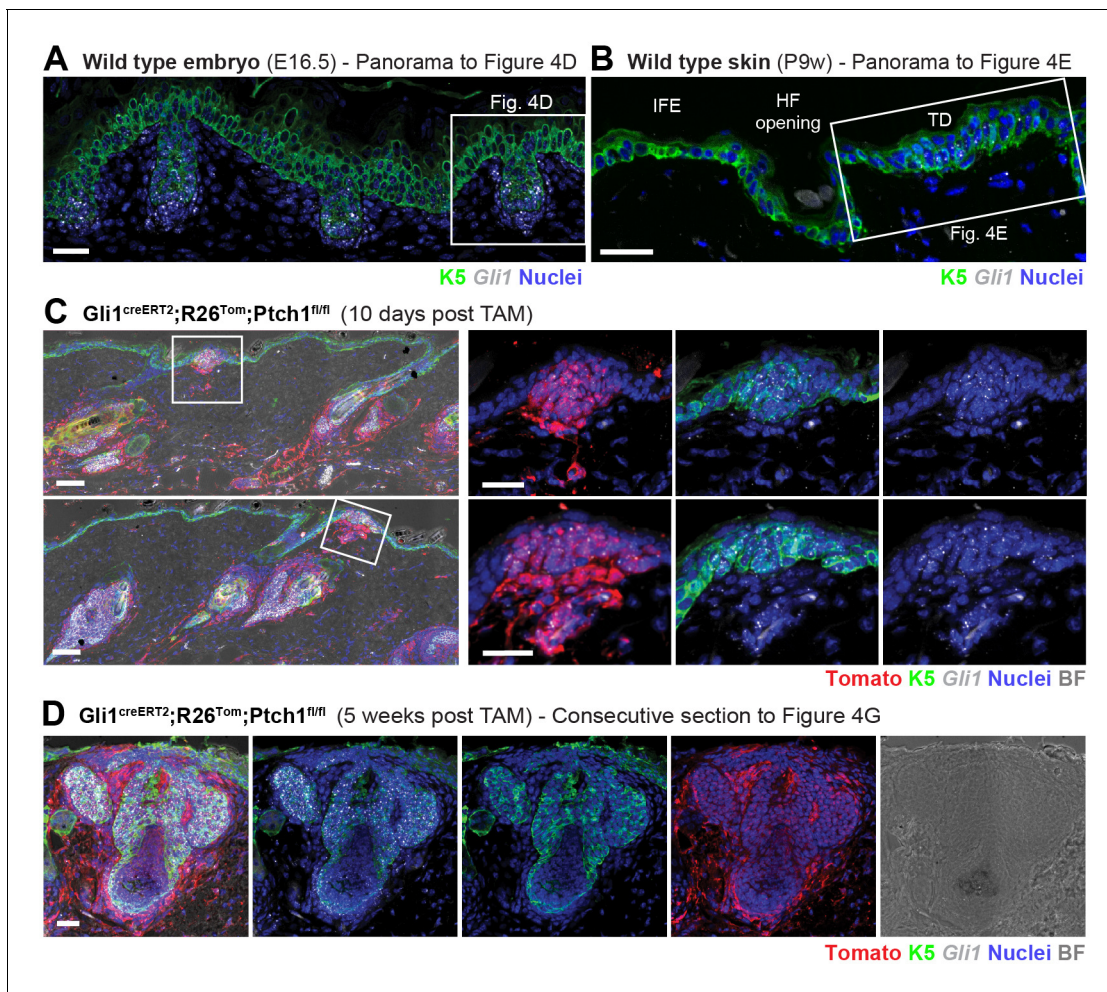 A Wild type embryo (E16.5) - Panorama to Figure 4D
Fig. 4D
K5 Gli1 Nuclei
B Wild type skin (P9w) - Panorama to Figure 4E
IFE
HF
opening
TD
Fig. 4E
K5 Gli1 Nuclei
C Gli1creERT2;R26Tom;Ptch1fl/fl (10 days post TAM)
Tomato K5 Gli1 Nuclei BF
D Gli1creERT2;R26Tom;Ptch1fl/fl (5 weeks post TAM) - Consecutive section to Figure 4G
Tomato K5 Gli1 Nuclei BF